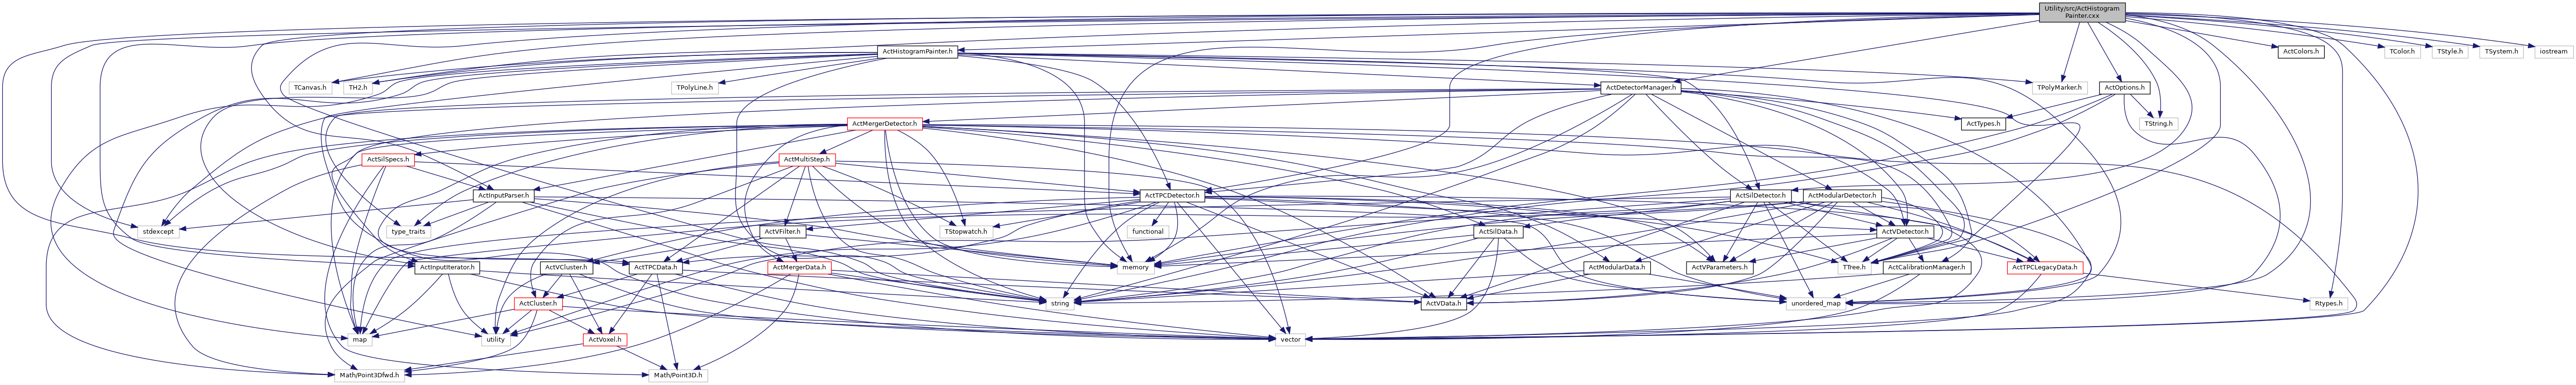 Utility/src/ActHistogram
Painter.cxx
ActHistogramPainter.h
ActColors.h
TColor.h
TStyle.h
TSystem.h
iostream
TCanvas.h
TH2.h
TPolyLine.h
ActDetectorManager.h
TPolyMarker.h
ActOptions.h
ActMergerDetector.h
ActTypes.h
TString.h
ActSilSpecs.h
ActMultiStep.h
ActInputParser.h
ActTPCDetector.h
ActSilDetector.h
ActModularDetector.h
stdexcept
type_traits
ActVFilter.h
TStopwatch.h
functional
ActSilData.h
ActVDetector.h
ActInputIterator.h
ActVCluster.h
ActTPCData.h
ActMergerData.h
memory
ActModularData.h
ActVParameters.h
TTree.h
ActCalibrationManager.h
ActTPCLegacyData.h
ActCluster.h
string
ActVData.h
unordered_map
Rtypes.h
map
utility
ActVoxel.h
vector
Math/Point3Dfwd.h
Math/Point3D.h